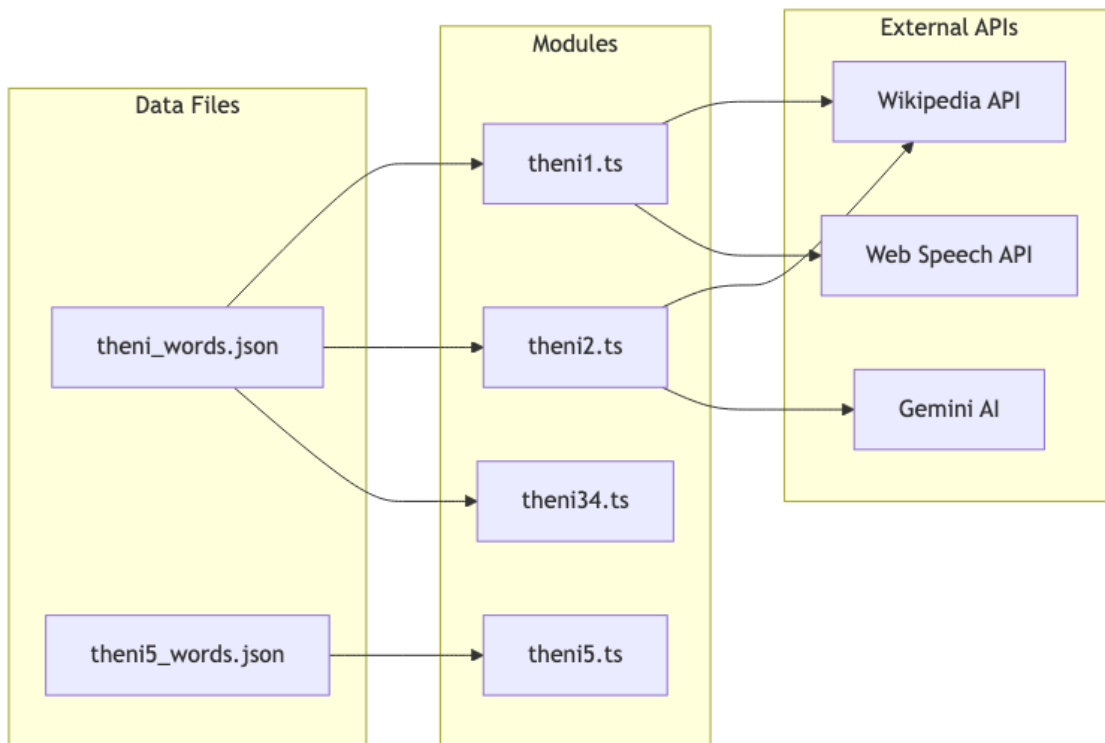 Data Files
theni_words.json
theni5_words.json
Modules
theni1.ts
theni2.ts
theni34.ts
theni5.ts
External APIs
Wikipedia API
Web Speech API
Gemini AI